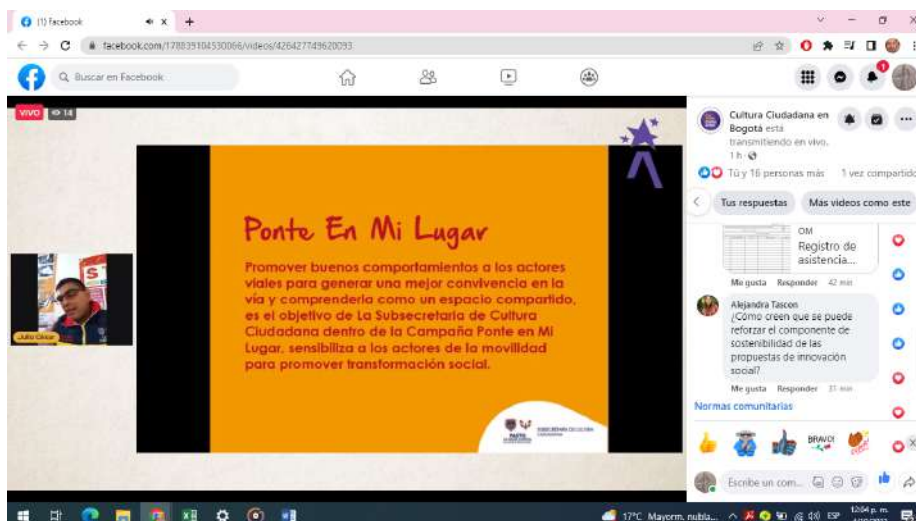 (1) Facebook
facebook.com/178839104530066/videos/426427749620093
Buscar en Facebook
1
VIVO 14
Ponte En Mi Lugar
Promover buenos comportamientos a los actores
viales para generar una mejor convivencia en la
vía y comprenderla como un espacio compartido,
es el objetivo de La Subsecretaria de Cultura
Ciudadana dentro de la Campaña Ponte en Mi
Lugar, sensibiliza a los actores de la movilidad
para promover transformación social.
PASTO
Cultura Ciudadana en
Bogotá está
transmitiendo en vivo.
1 h
Tú y 16 personas más 1 vez compartido
Tus respuestas Más videos como este
OM
Registro de
asistencia...
Me gusta Responder 42 min
Alejandra Tascon
¿Cómo creen que se puede
reforzar el componente de
sostenibilidad de las
propuestas de innovación
social?
Me gusta Responder 31 min
Normas comunitarias
BRAVO!
Escribe un com...
17°C Mayorm. nubla... ESP 12:04 p. m.